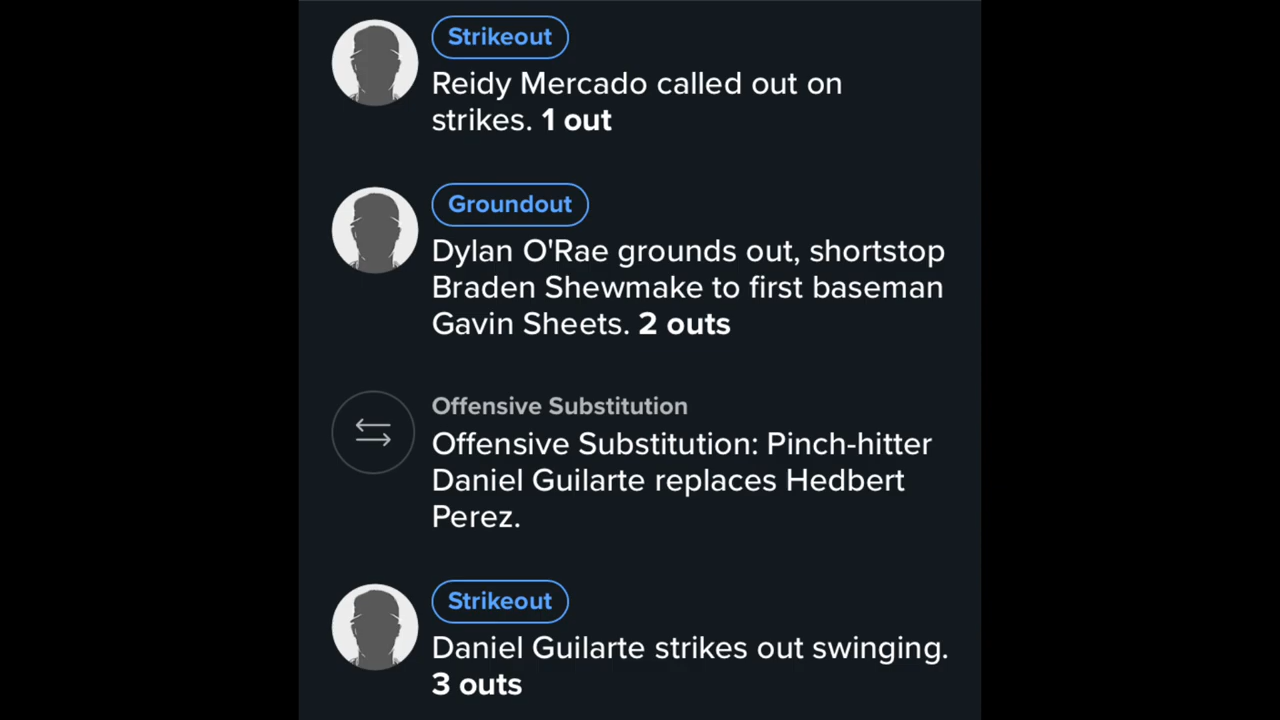 Strikeout
Reidy Mercado called out on
strikes. 1 out
Groundout
Dylan O'Rae grounds out, shortstop
Braden Shewmake to first baseman
Gavin Sheets. 2 outs
Offensive Substitution
Offensive Substitution: Pinch-hitter
Daniel Guilarte replaces Hedbert
Perez.
Strikeout
Daniel Guilarte strikes out swinging.
3 outs